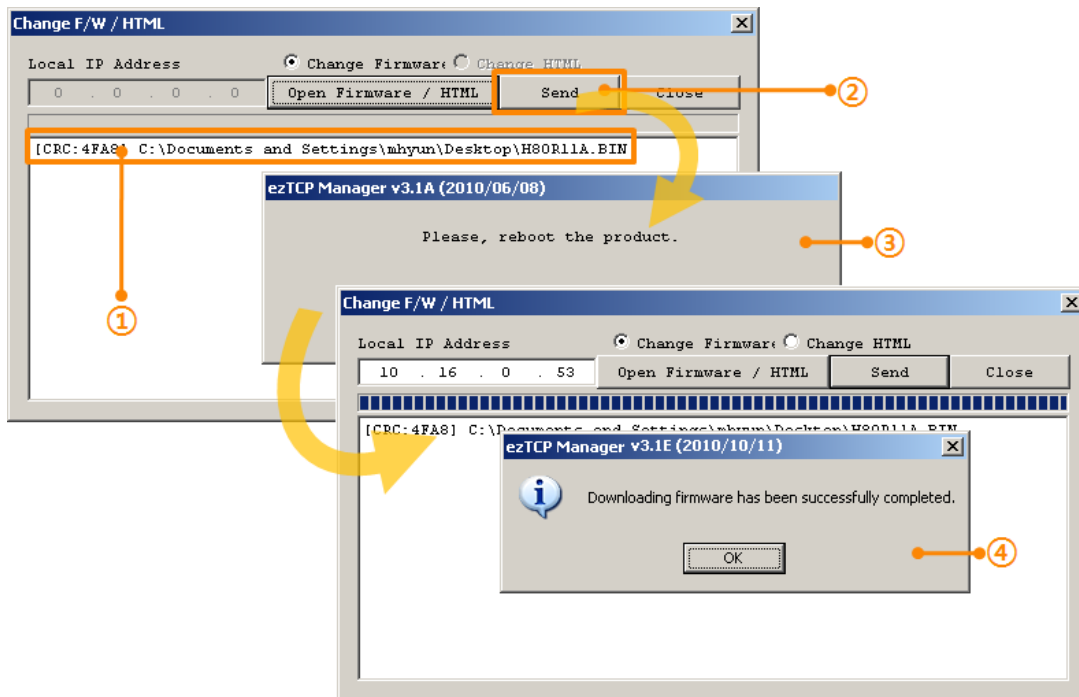 Change F/W / HTML
Local IP Address
Change Firmware
Change HTML
0 . 0 . 0 . 0
Open Firmware / HTML
Send
Close
②
[CRC:4FA8] C:\Documents and Settings\mhyun\Desktop\H80R11A.BIN
①
ezTCP Manager v3.1A (2010/06/08)
Please, reboot the product.
③
Change F/W / HTML
Local IP Address
Change Firmware
Change HTML
10 . 16 . 0 . 53
Open Firmware / HTML
Send
Close
[CRC:4FA8] C:\Documents and Settings\mhyun\Desktop\H80R11A.BIN
ezTCP Manager v3.1E (2010/10/11)
Downloading firmware has been successfully completed.
OK
④